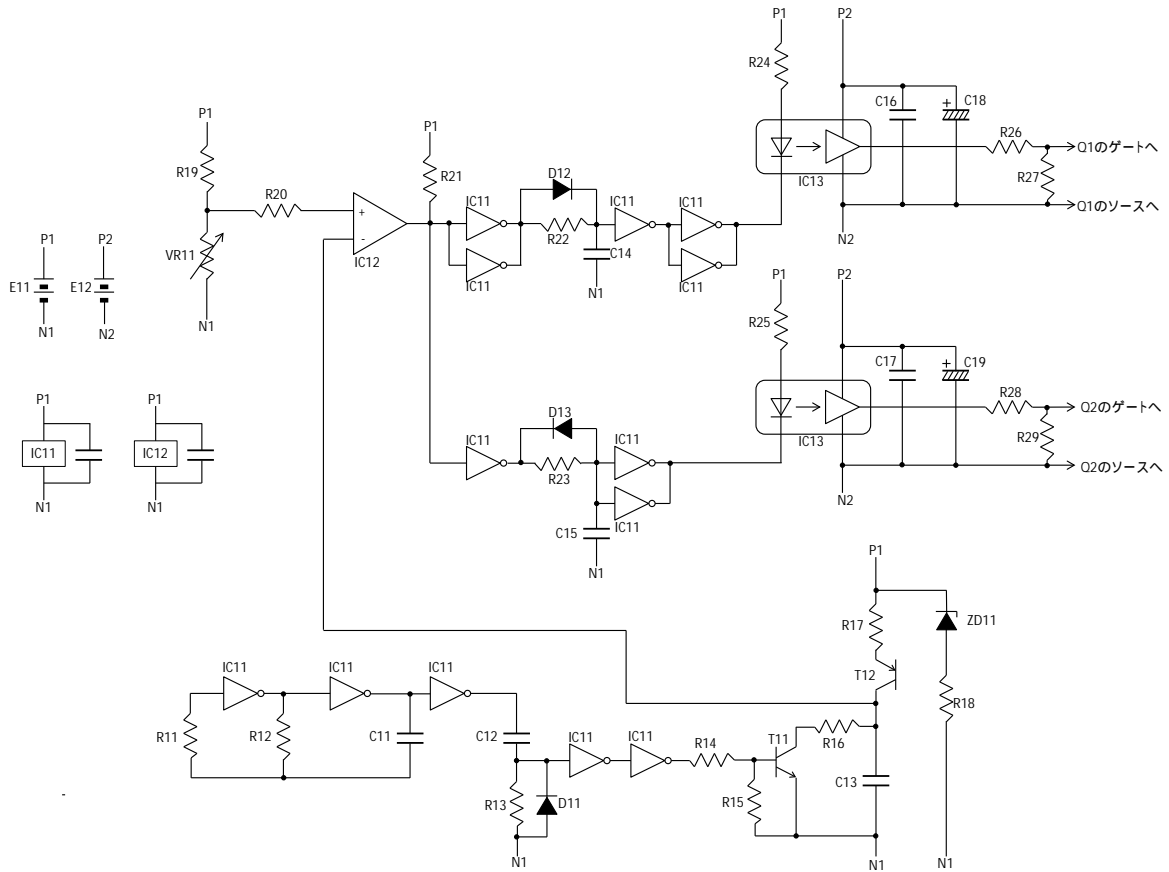 P1
P2
R24
C16
C18
R26
Q1のゲートへ
R27
IC13
Q1のソースへ
N2
P1
R19
R20
VR11
N1
P1
R21
+
-
IC12
IC11
IC11
D12
R22
C14
N1
IC11
IC11
IC11
P1
E11
N1
P2
E12
N2
P1
P2
R25
C17
C19
R28
Q2のゲートへ
R29
IC13
Q2のソースへ
N2
P1
IC11
N1
P1
IC12
N1
IC11
D13
R23
IC11
IC11
C15
N1
P1
R17
ZD11
T12
R18
IC11
IC11
IC11
R11
R12
C11
C12
IC11
IC11
R14
T11
R16
R13
D11
R15
C13
N1
N1
N1